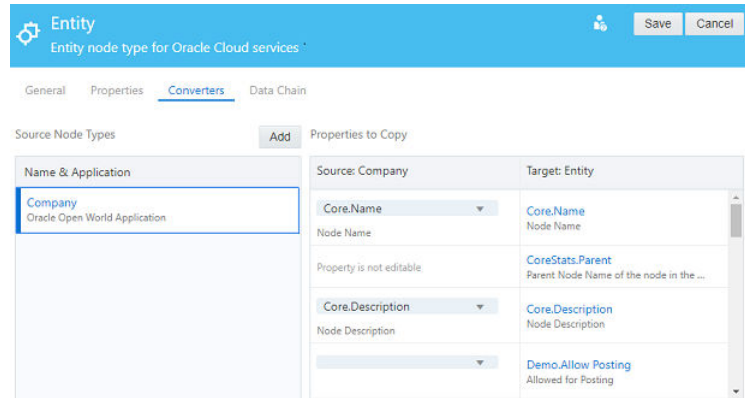 Entity
Entity node type for Oracle Cloud services
Save
Cancel
General
Properties
Converters
Data Chain
Source Node Types
Add
Properties to Copy
Name & Application
Source: Company
Target: Entity
Company
Oracle Open World Application
Core.Name
Node Name
Core.Name
Node Name
Property is not editable
CoreStats.Parent
Parent Node Name of the node in the ...
Core.Description
Node Description
Core.Description
Node Description
Demo.Allow Posting
Allowed for Posting